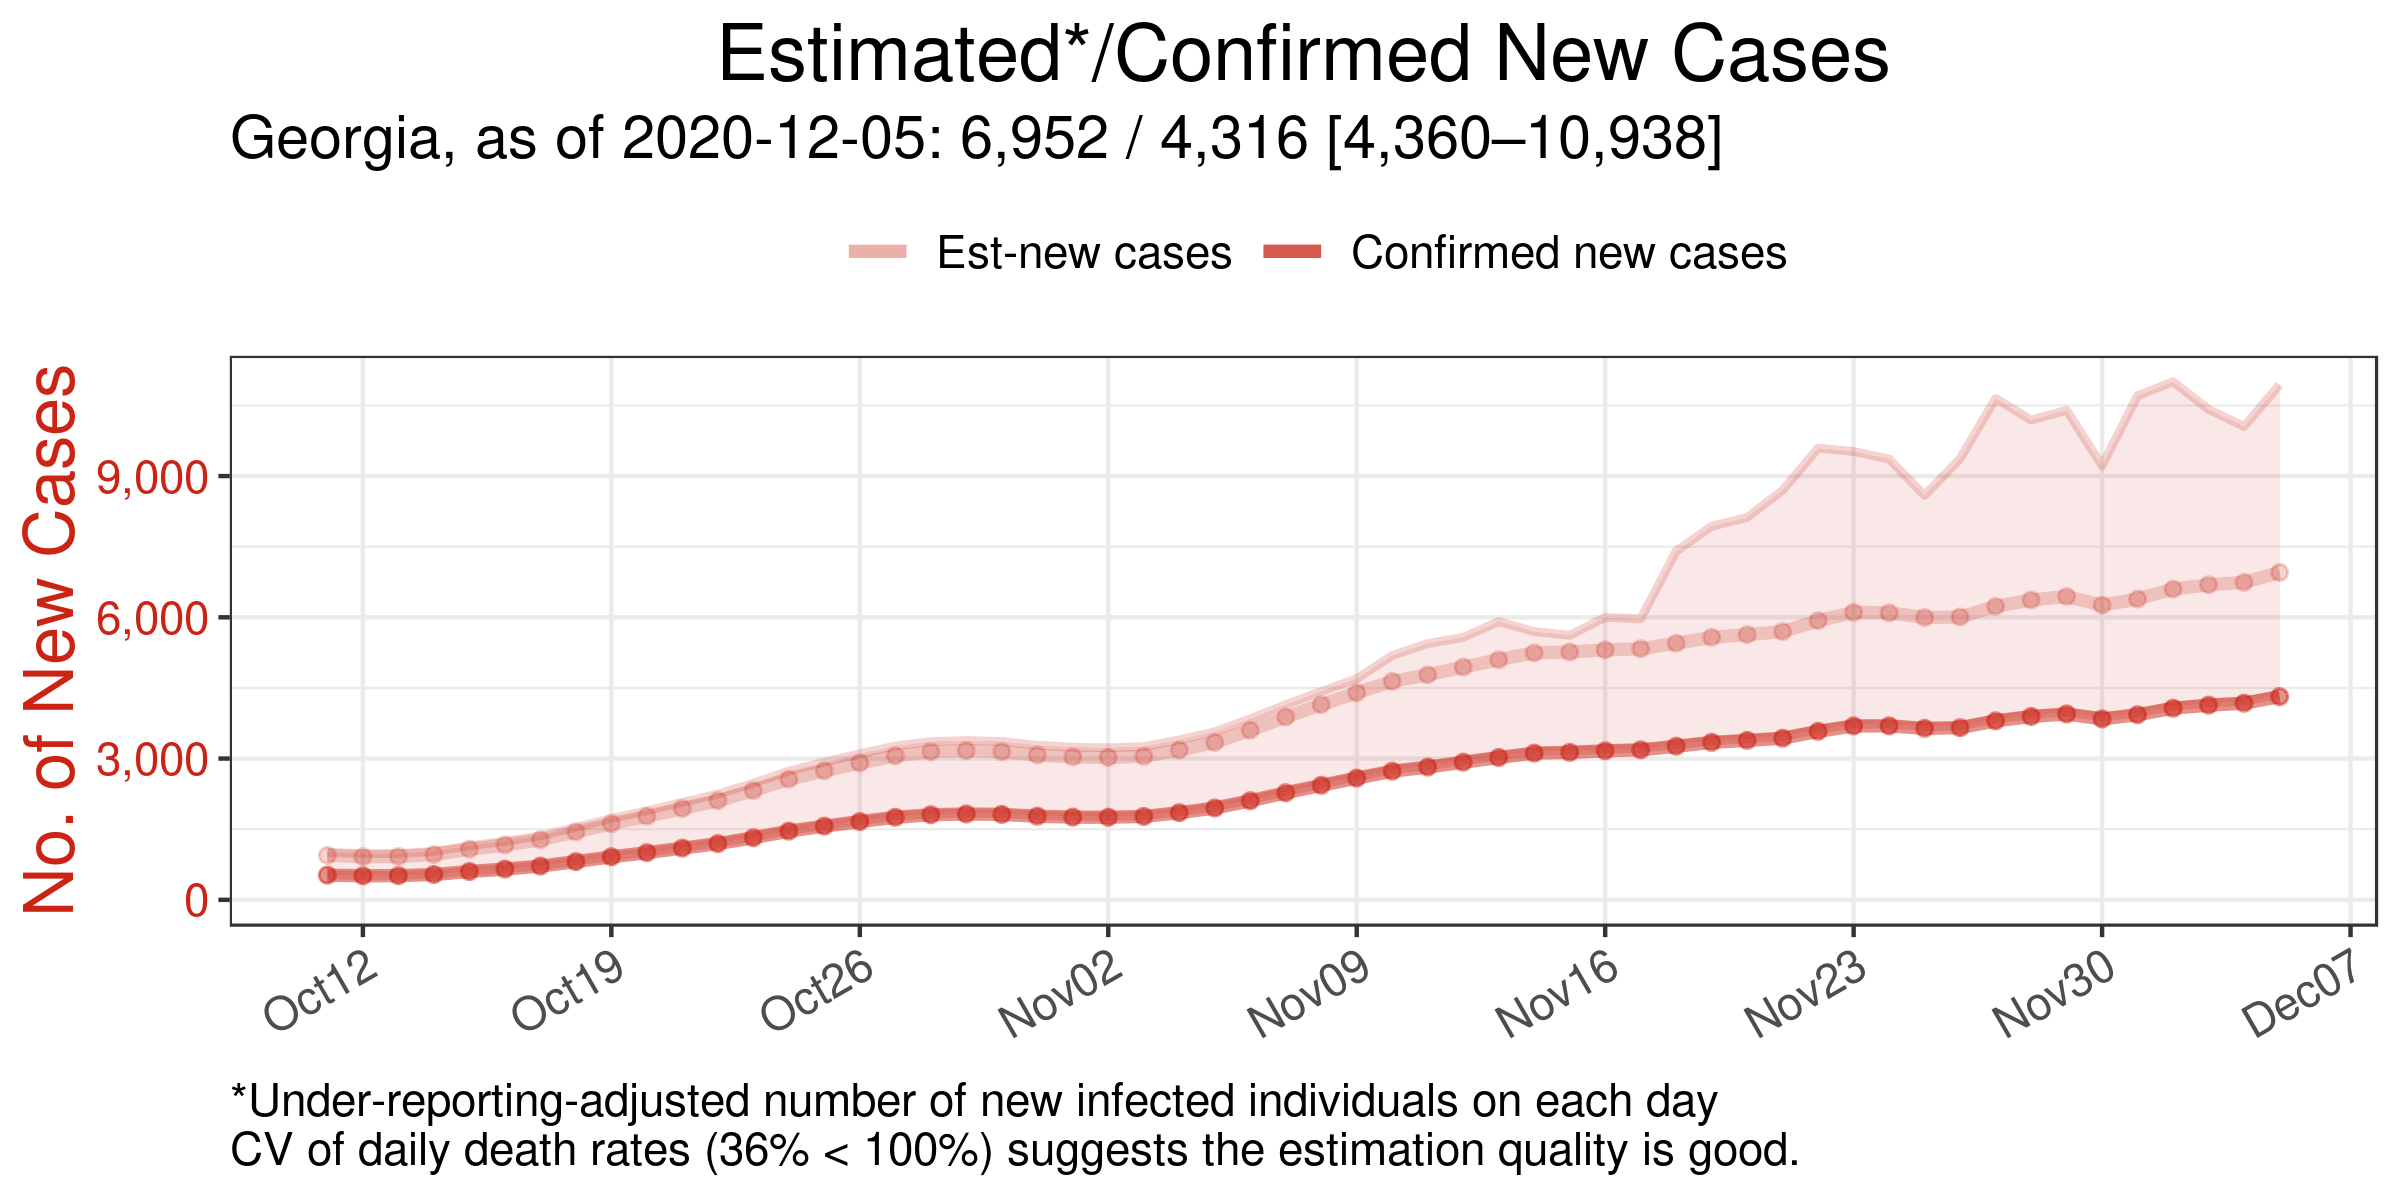 Estimated*/Confirmed New Cases
Georgia, as of 2020-12-05: 6,952 / 4,316 [4,360–10,938]
Est-new cases Confirmed new cases
No. of New Cases
9,000
6,000
3,000
0
Oct12 Oct19 Oct26 Nov02 Nov09 Nov16 Nov23 Nov30 Dec07
*Under-reporting-adjusted number of new infected individuals on each day
CV of daily death rates (36% < 100%) suggests the estimation quality is good.